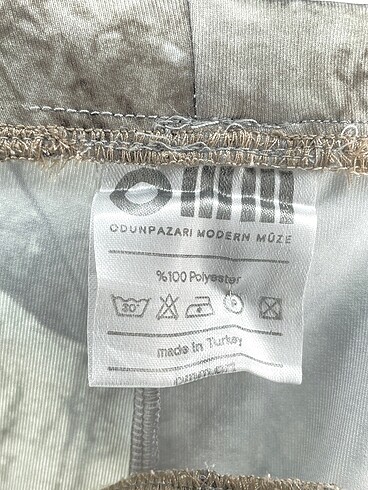 OMM
ODUNPAZARI MODERN MÜZE
%100 Polyester
30° P
made in Turkey